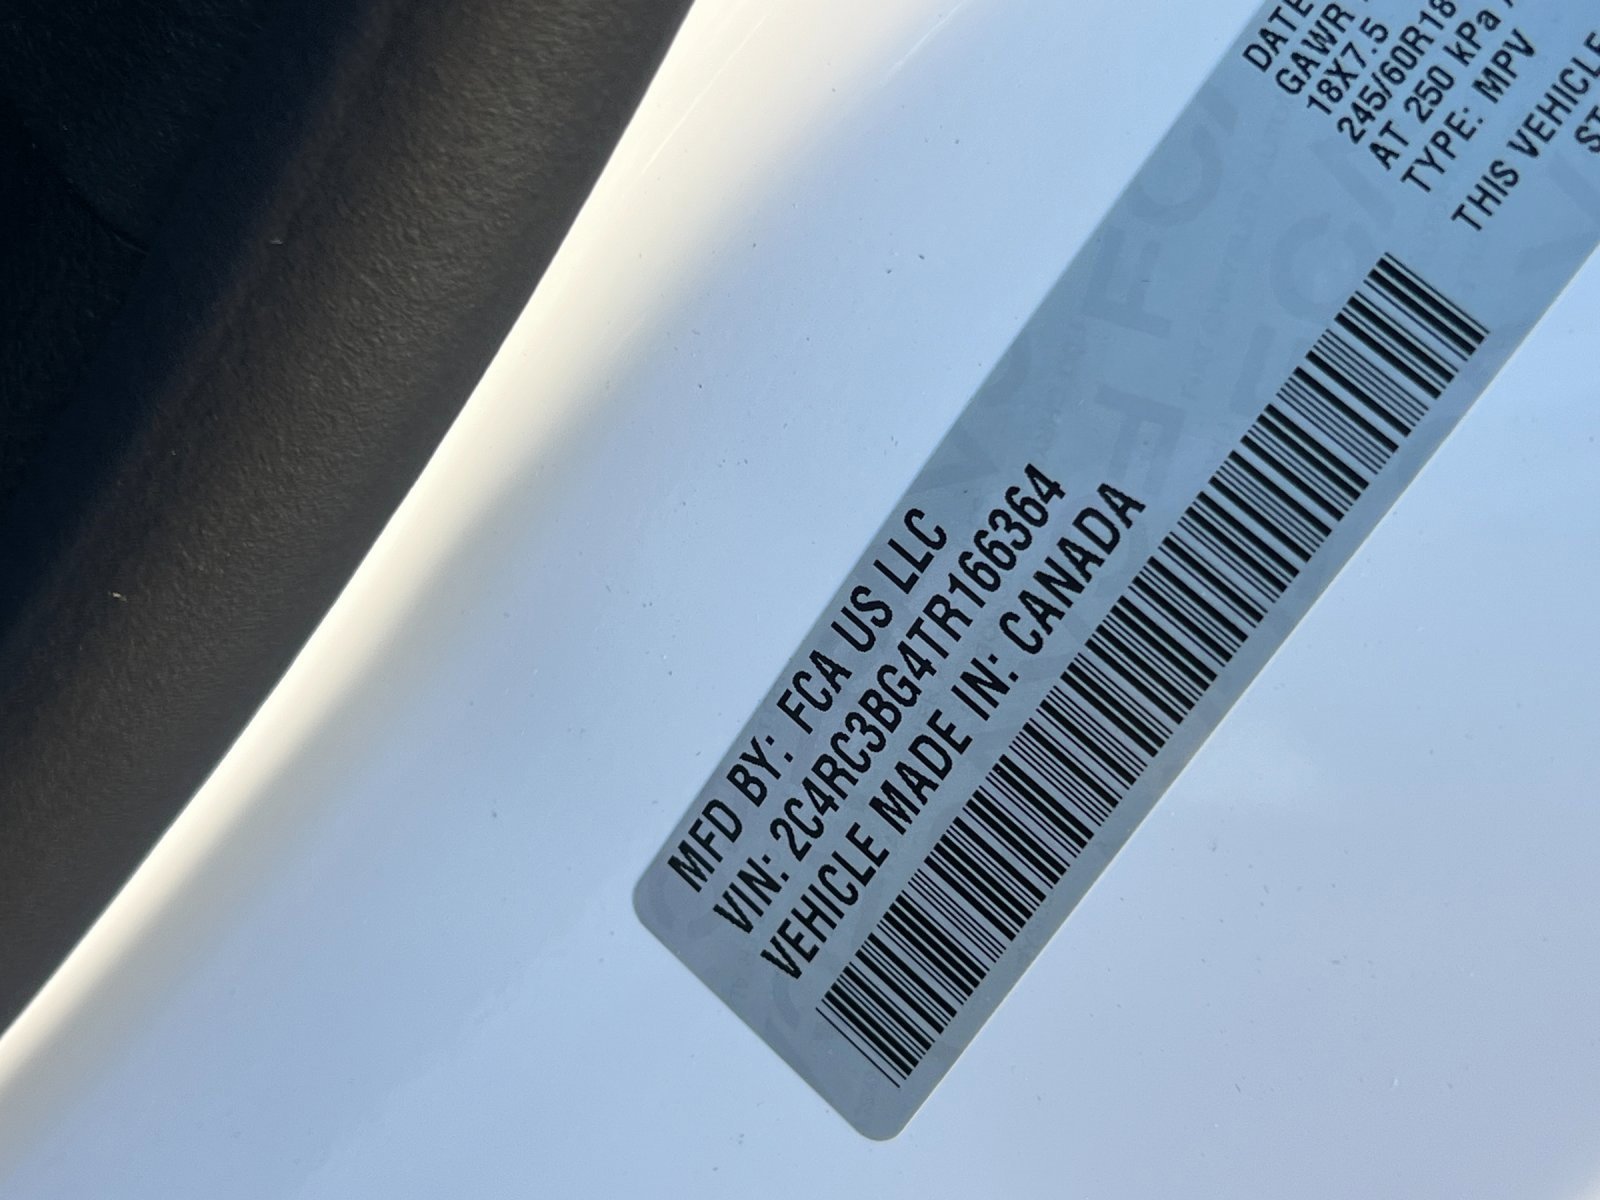 MFD BY: FCA US LLC
VIN: 2C4RC3BG4TR166364
VEHICLE MADE IN: CANADA
DATE
GAWR
18X7.5
245/60R18
AT 250 kPa
TYPE: MPV
THIS VEHICLE